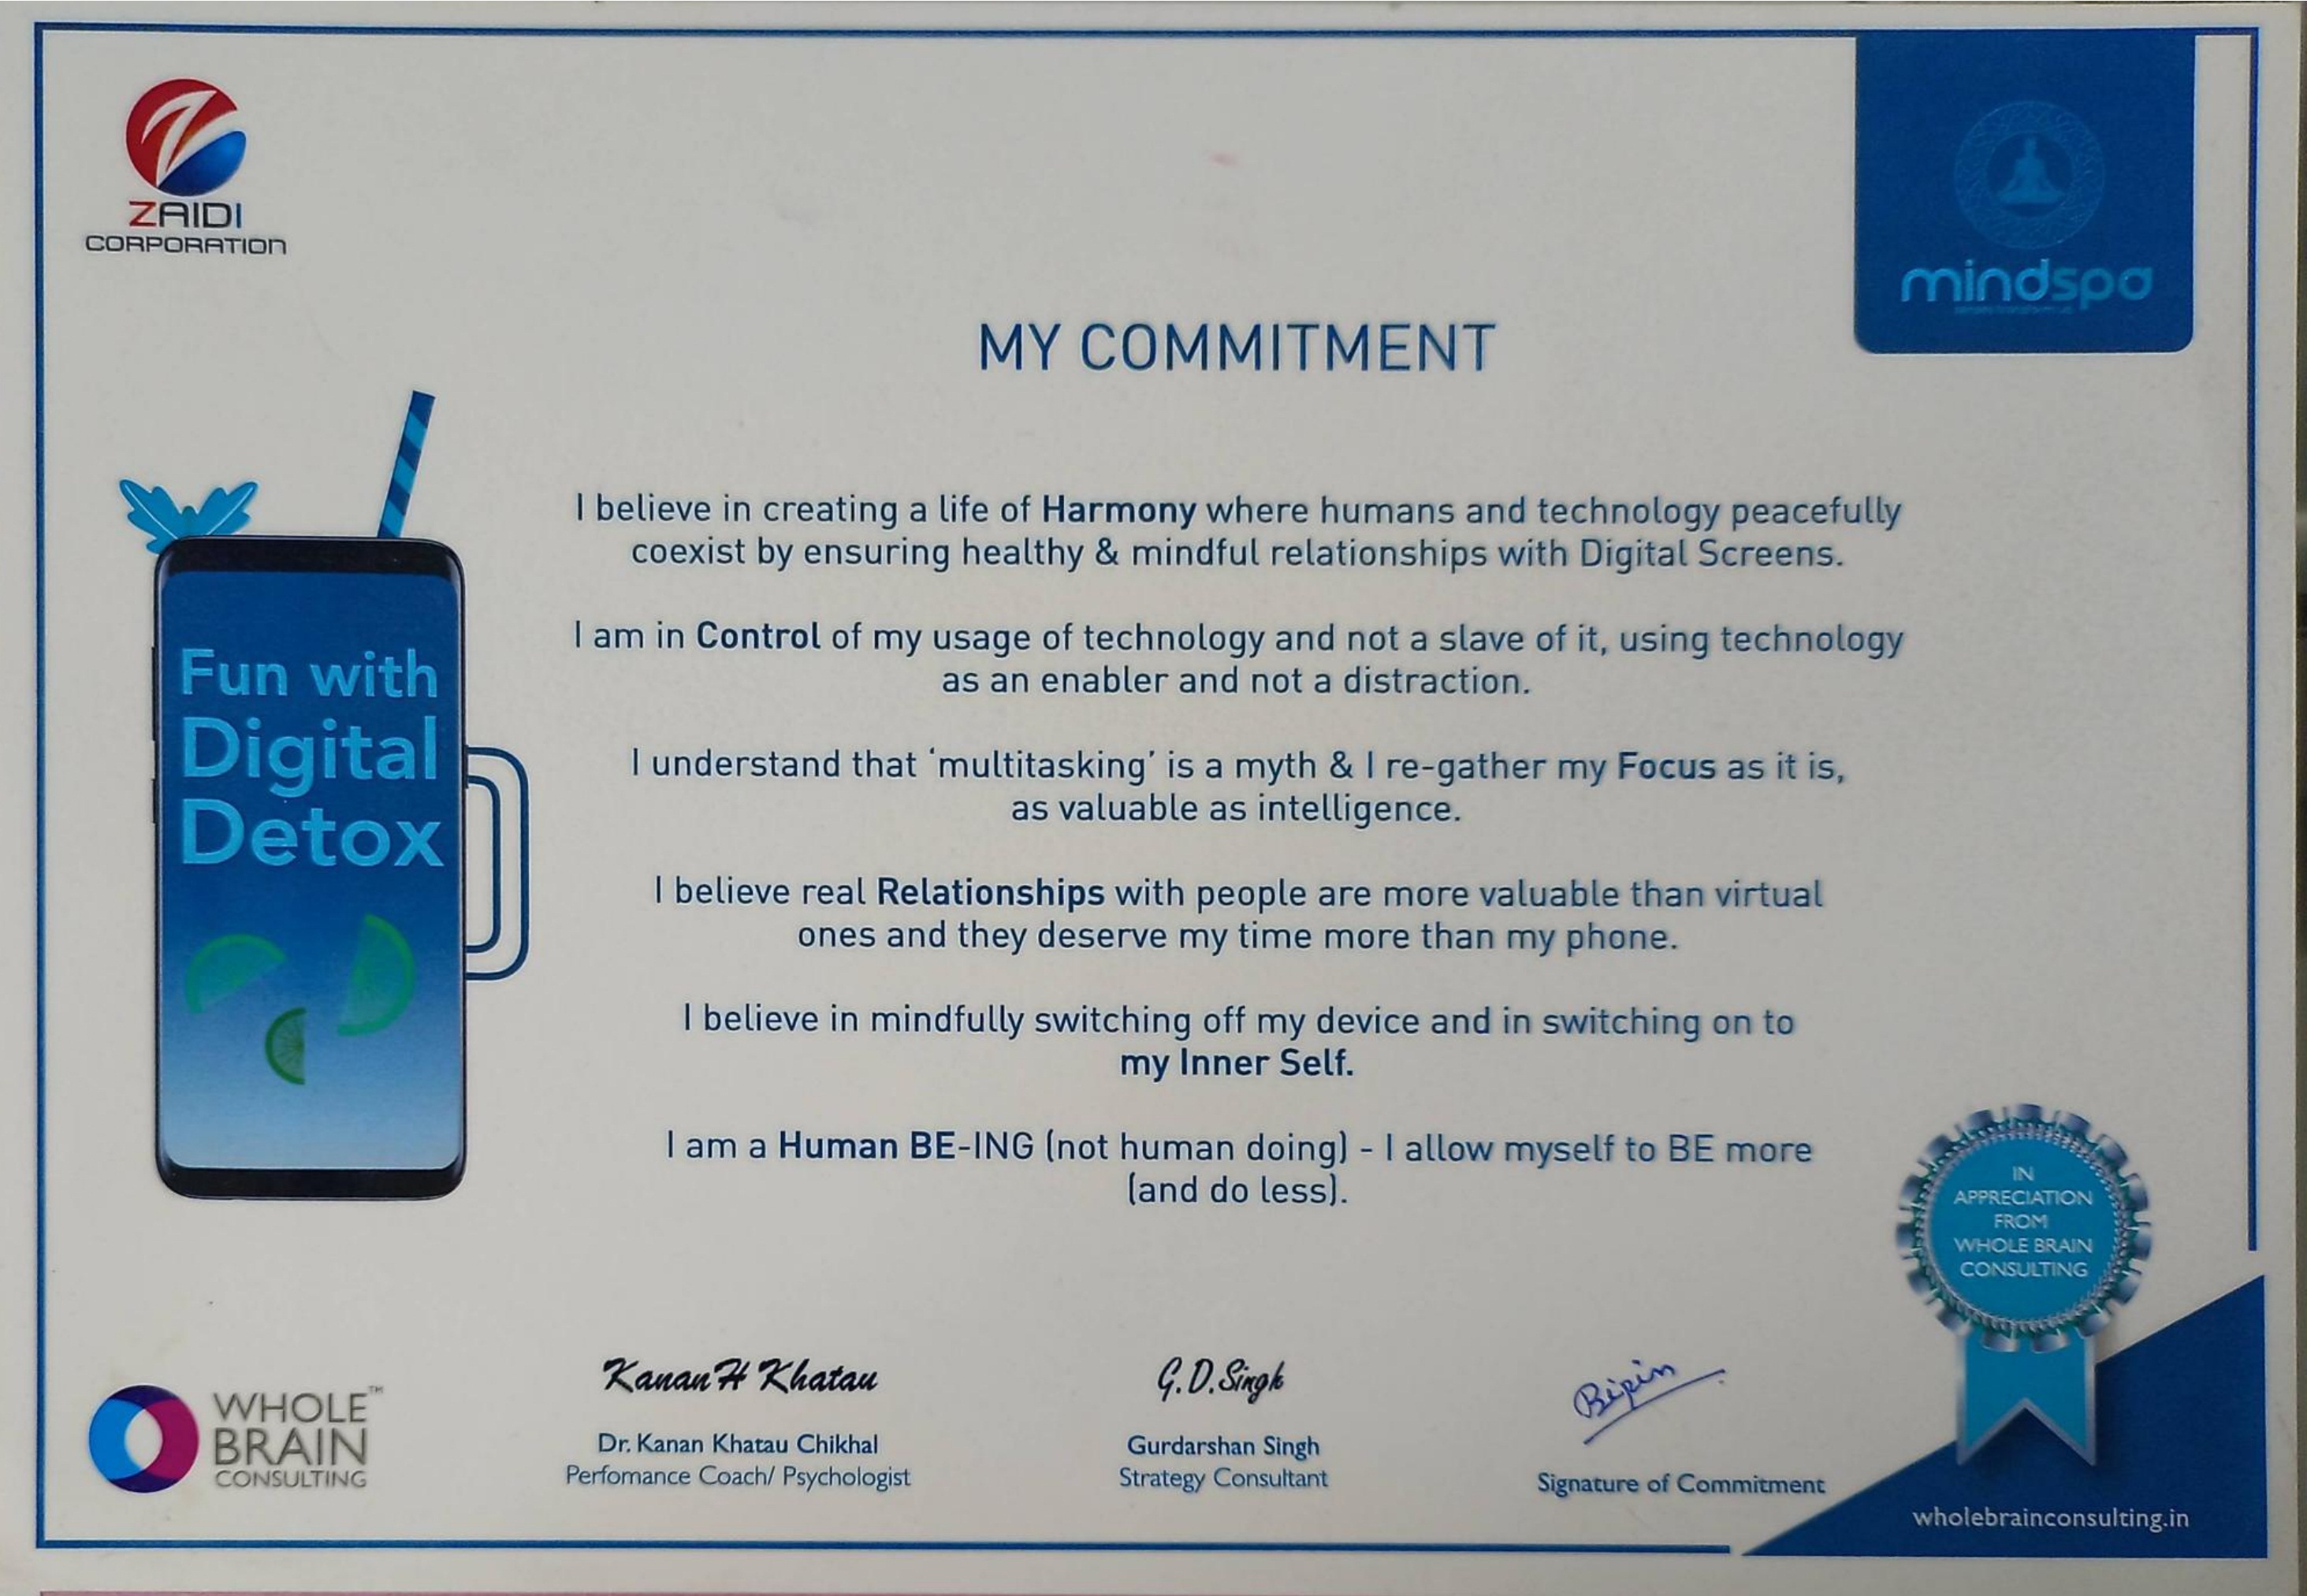 ZAIDI
CORPORATION
mindspa
MY COMMITMENT
I believe in creating a life of Harmony where humans and technology peacefully
coexist by ensuring healthy & mindful relationships with Digital Screens.
I am in Control of my usage of technology and not a slave of it, using technology
as an enabler and not a distraction.
I understand that ‘multitasking’ is a myth & I re-gather my Focus as it is,
as valuable as intelligence.
I believe real Relationships with people are more valuable than virtual
ones and they deserve my time more than my phone.
I believe in mindfully switching off my device and in switching on to
my Inner Self.
I am a Human BE-ING (not human doing) - I allow myself to BE more
(and do less).
Fun with
Digital
Detox
IN
APPRECIATION
FROM
WHOLE BRAIN
CONSULTING
WHOLE™
BRAIN
CONSULTING
Kanan H Khatau
Dr. Kanan Khatau Chikhal
Perfomance Coach/ Psychologist
G.D.Singh
Gurdarshan Singh
Strategy Consultant
Bipin
Signature of Commitment
wholebrainconsulting.in